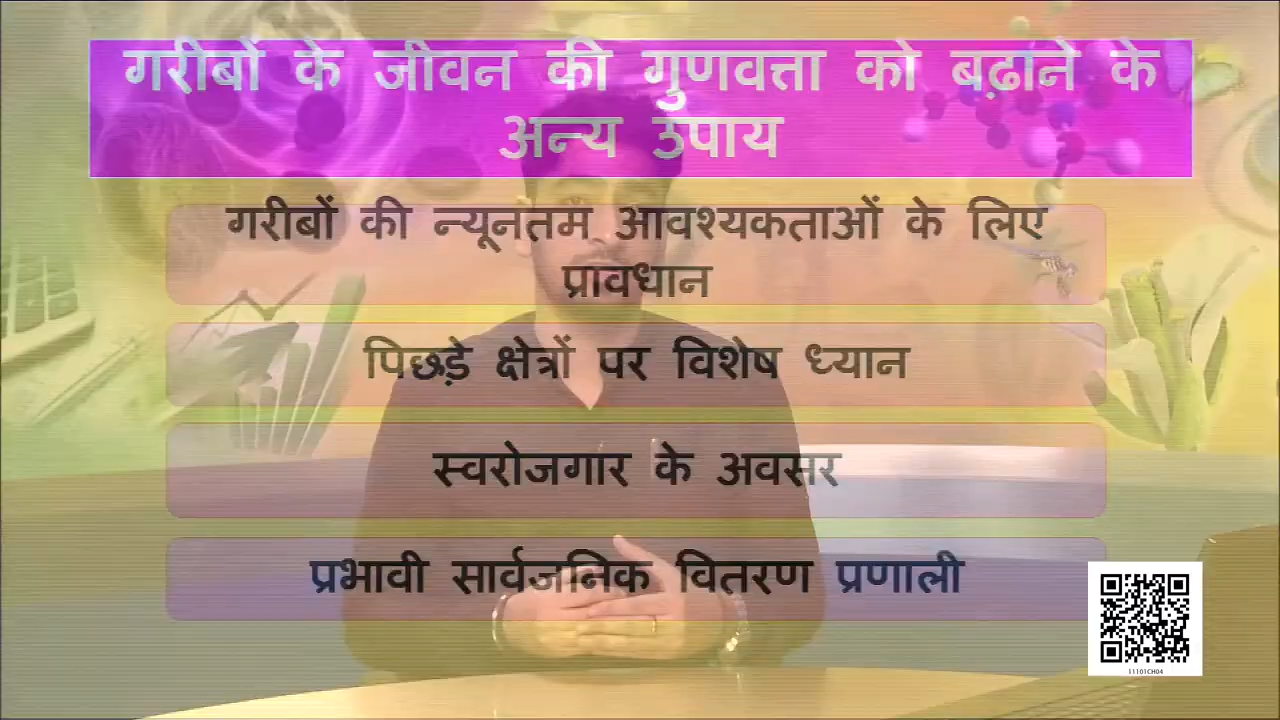 गरीबों के जीवन की गुणवत्ता को बढ़ाने के
अन्य उपाय
गरीबों की न्यूनतम आवश्यकताओं के लिए
प्रावधान
पिछड़े क्षेत्रों पर विशेष ध्यान
स्वरोजगार के अवसर
प्रभावी सार्वजनिक वितरण प्रणाली
11101CH04